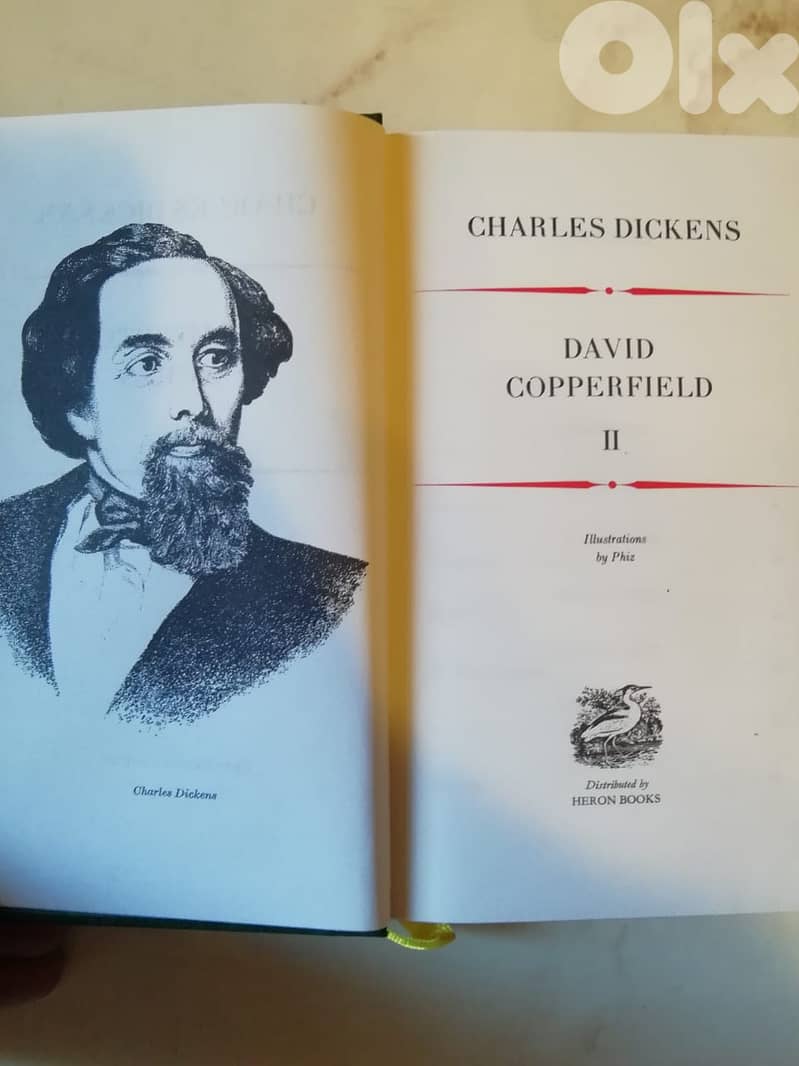 olx
CHARLES DICKENS
DAVID
COPPERFIELD
II
Illustrations
by Phiz
Distributed by
HERON BOOKS
Charles Dickens